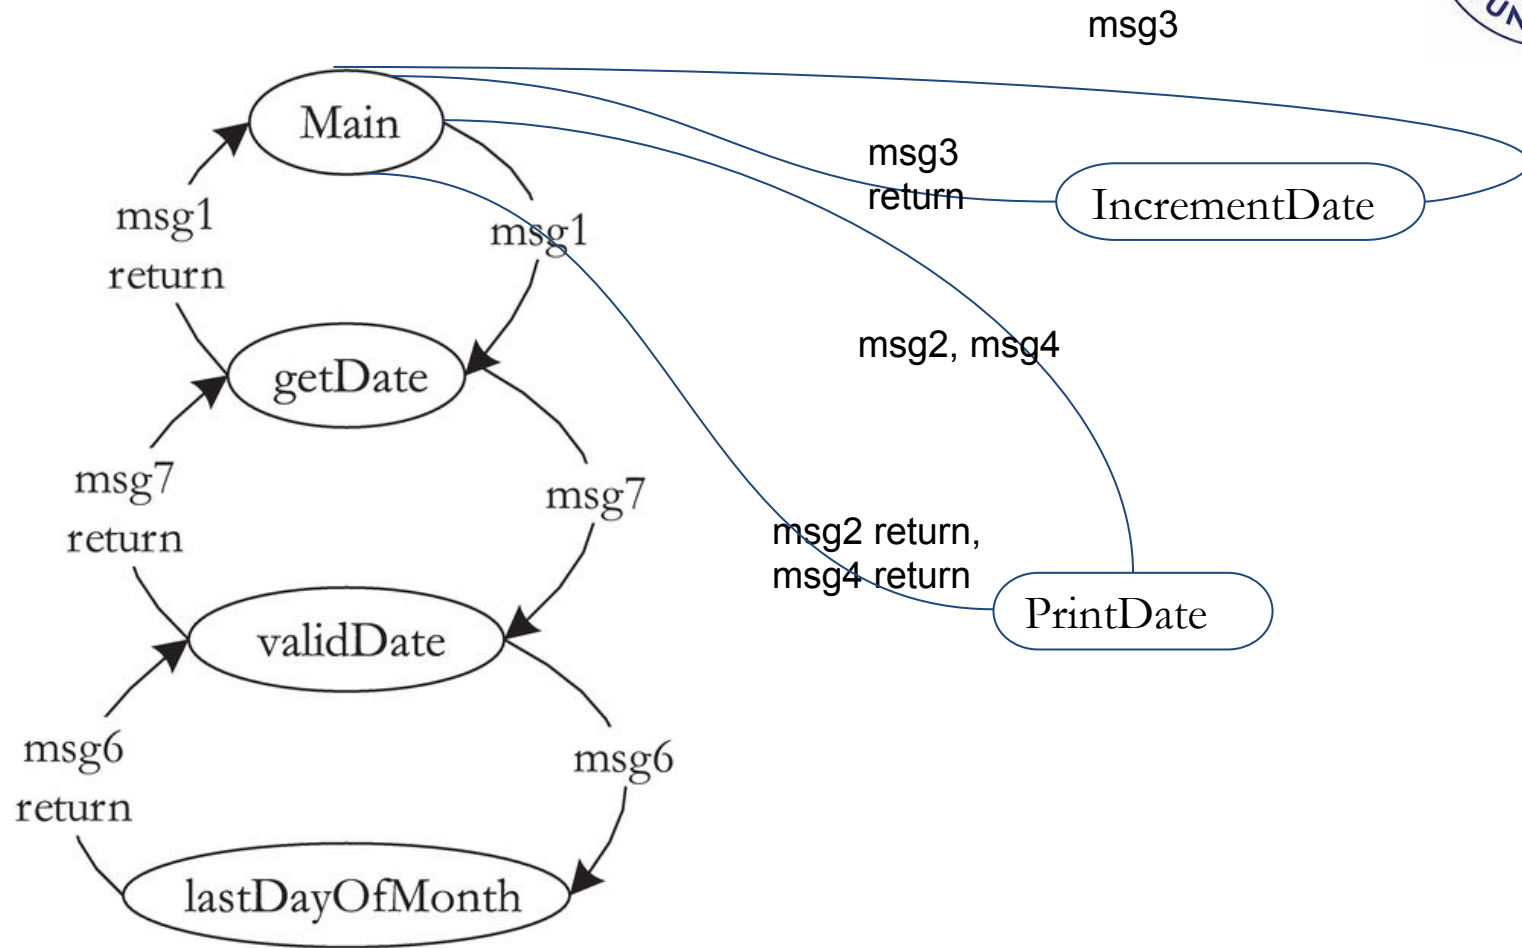 msg3
Main
msg3
return
IncrementDate
msg1
return
msg1
msg2, msg4
getDate
msg7
return
msg7
msg2 return,
msg4 return
PrintDate
validDate
msg6
return
msg6
lastDayOfMonth